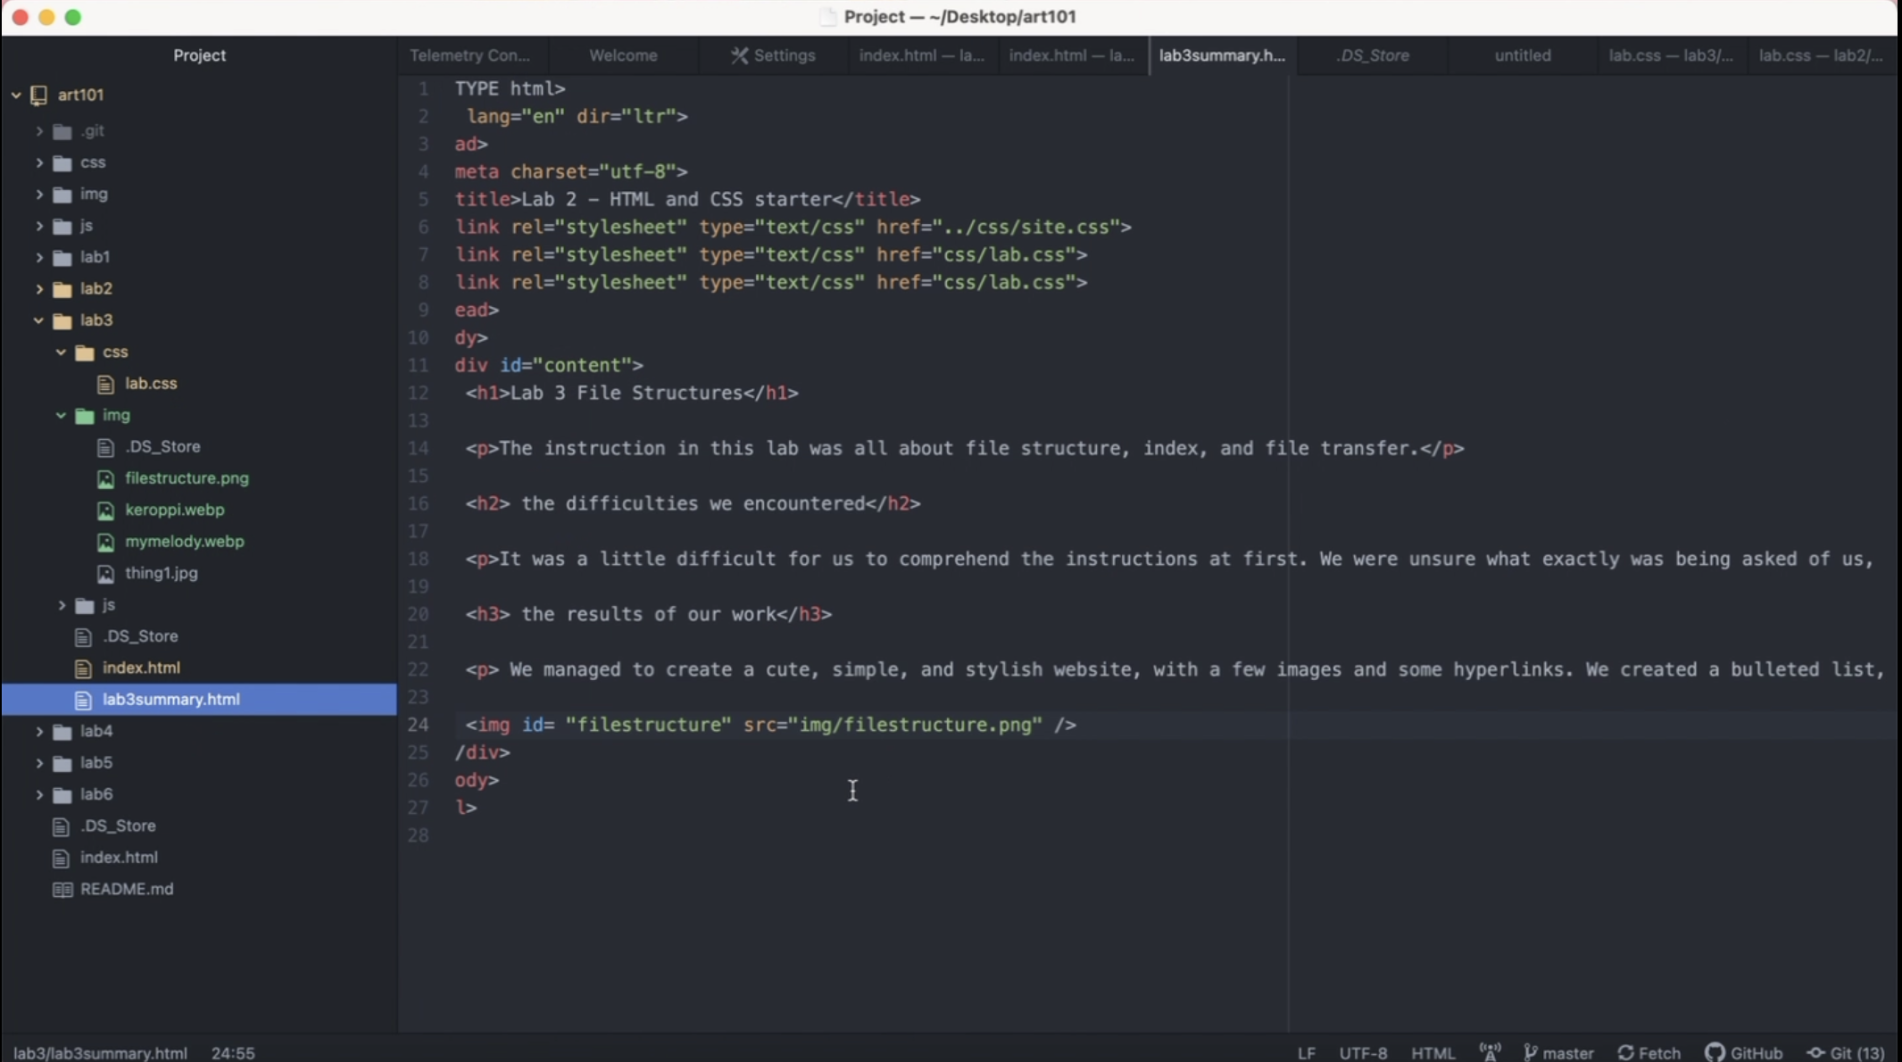 Project — ~/Desktop/art101
Project
Telemetry Con...
Welcome
Settings
index.html — la...
index.html — la...
lab3summary.h...
.DS_Store
untitled
lab.css — lab3/...
lab.css — lab2/...
art101
.git
css
img
js
lab1
lab2
lab3
css
lab.css
img
.DS_Store
filestructure.png
keroppi.webp
mymelody.webp
thing1.jpg
js
.DS_Store
index.html
lab3summary.html
lab4
lab5
lab6
.DS_Store
index.html
README.md
1 TYPE html>
2 lang="en" dir="ltr">
3 ad>
4 meta charset="utf-8">
5 title>Lab 2 – HTML and CSS starter</title>
6 link rel="stylesheet" type="text/css" href="../css/site.css">
7 link rel="stylesheet" type="text/css" href="css/lab.css">
8 link rel="stylesheet" type="text/css" href="css/lab.css">
9 ead>
10 dy>
11 div id="content">
12 <h1>Lab 3 File Structures</h1>
13
14 <p>The instruction in this lab was all about file structure, index, and file transfer.</p>
15
16 <h2> the difficulties we encountered</h2>
17
18 <p>It was a little difficult for us to comprehend the instructions at first. We were unsure what exactly was being asked of us,
19
20 <h3> the results of our work</h3>
21
22 <p> We managed to create a cute, simple, and stylish website, with a few images and some hyperlinks. We created a bulleted list,
23
24 <img id= "filestructure" src="img/filestructure.png" />
25 /div>
26 ody>
27 l>
28
lab3/lab3summary.html 24:55
LF UTF-8 HTML master Fetch GitHub Git (13)